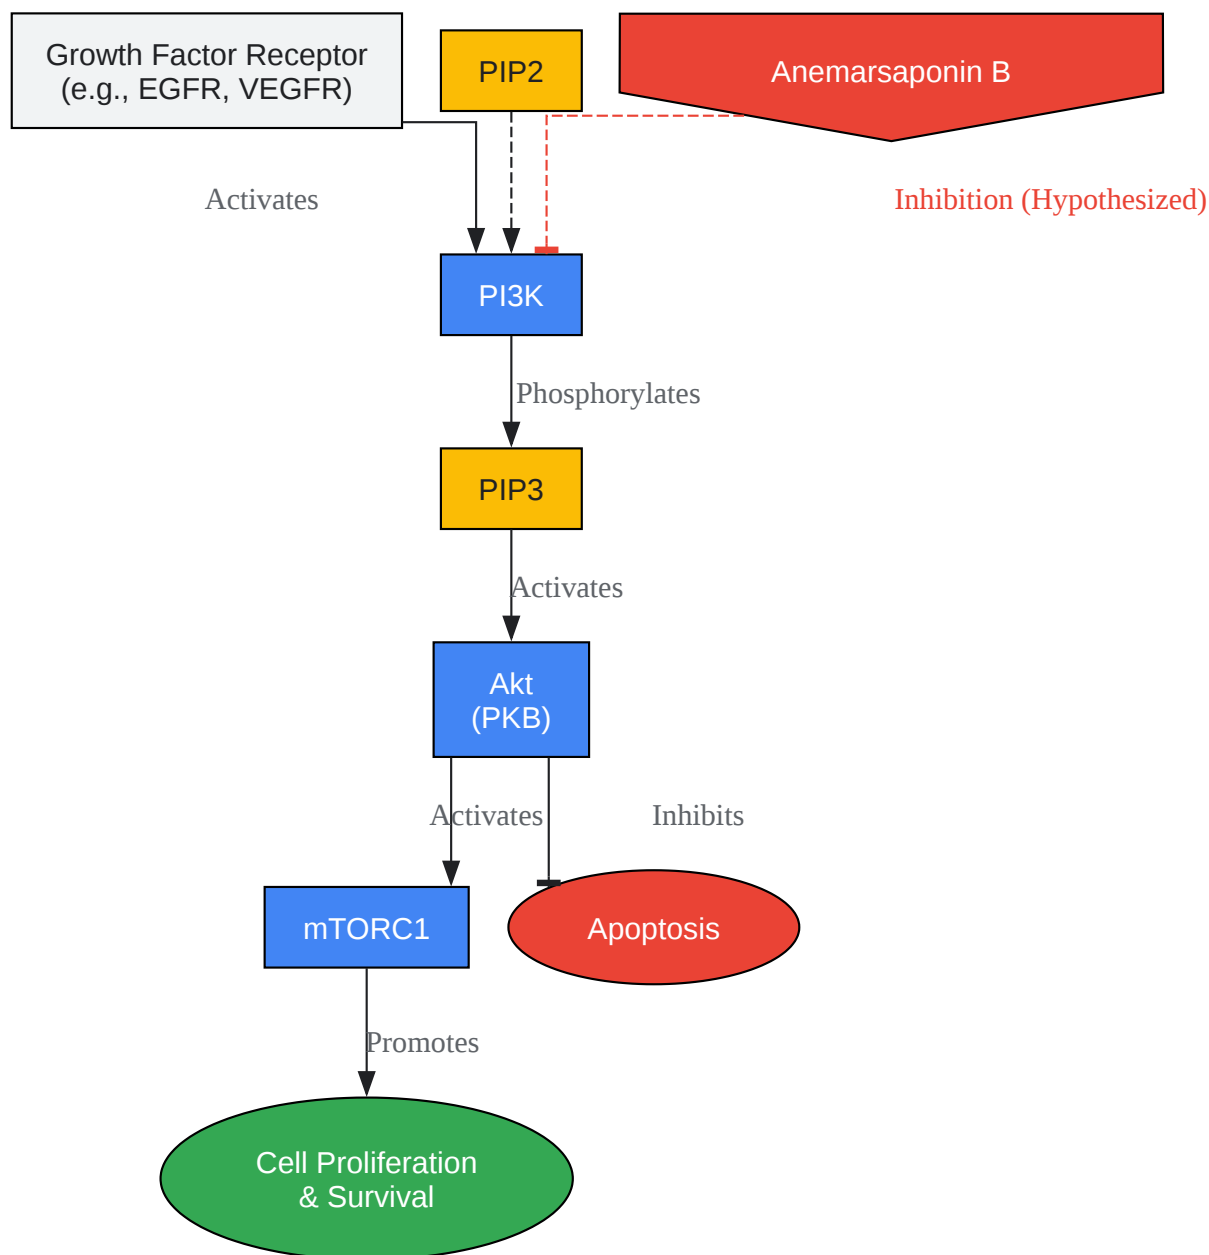 Growth Factor Receptor
(e.g., EGFR, VEGFR)
PIP2
Anemarsaponin B
Activates
Inhibition (Hypothesized)
PI3K
Phosphorylates
PIP3
Activates
Akt
(PKB)
Activates
Inhibits
mTORC1
Apoptosis
Promotes
Cell Proliferation
& Survival